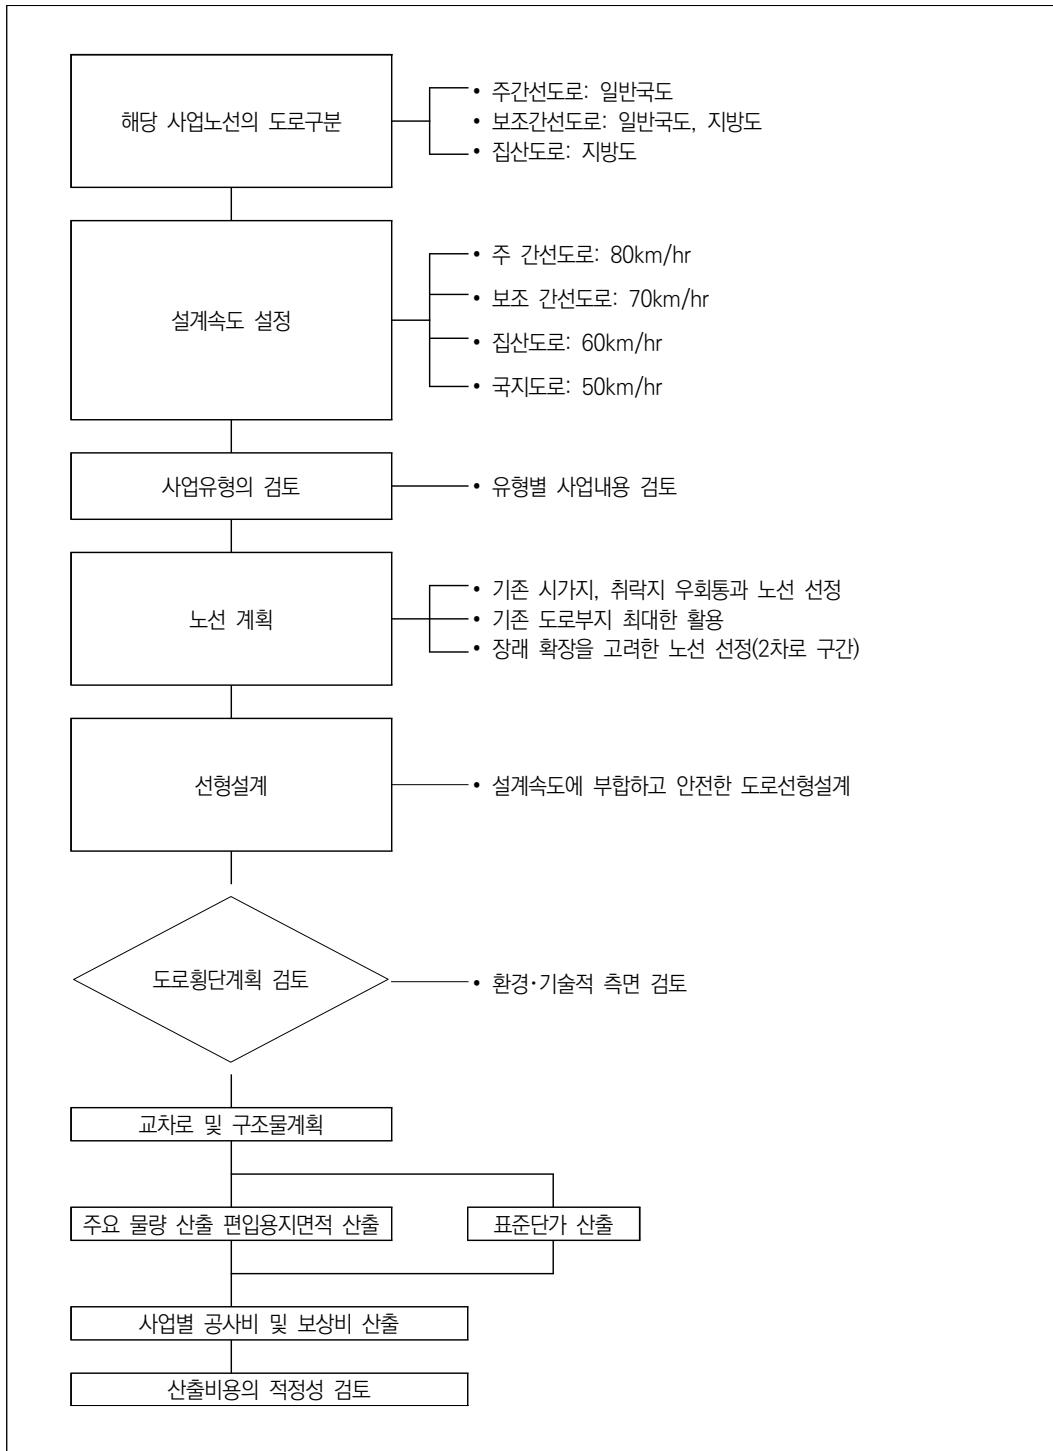 해당 사업노선의 도로구분
• 주간선도로: 일반국도
• 보조간선도로: 일반국도, 지방도
• 집산도로: 지방도
설계속도 설정
• 주 간선도로: 80km/hr
• 보조 간선도로: 70km/hr
• 집산도로: 60km/hr
• 국지도로: 50km/hr
사업유형의 검토
• 유형별 사업내용 검토
노선 계획
• 기존 시가지, 취락지 우회통과 노선 선정
• 기존 도로부지 최대한 활용
• 장래 확장을 고려한 노선 선정(2차로 구간)
선형설계
• 설계속도에 부합하고 안전한 도로선형설계
도로횡단계획 검토
• 환경·기술적 측면 검토
교차로 및 구조물계획
주요 물량 산출 편입용지면적 산출
표준단가 산출
사업별 공사비 및 보상비 산출
산출비용의 적정성 검토